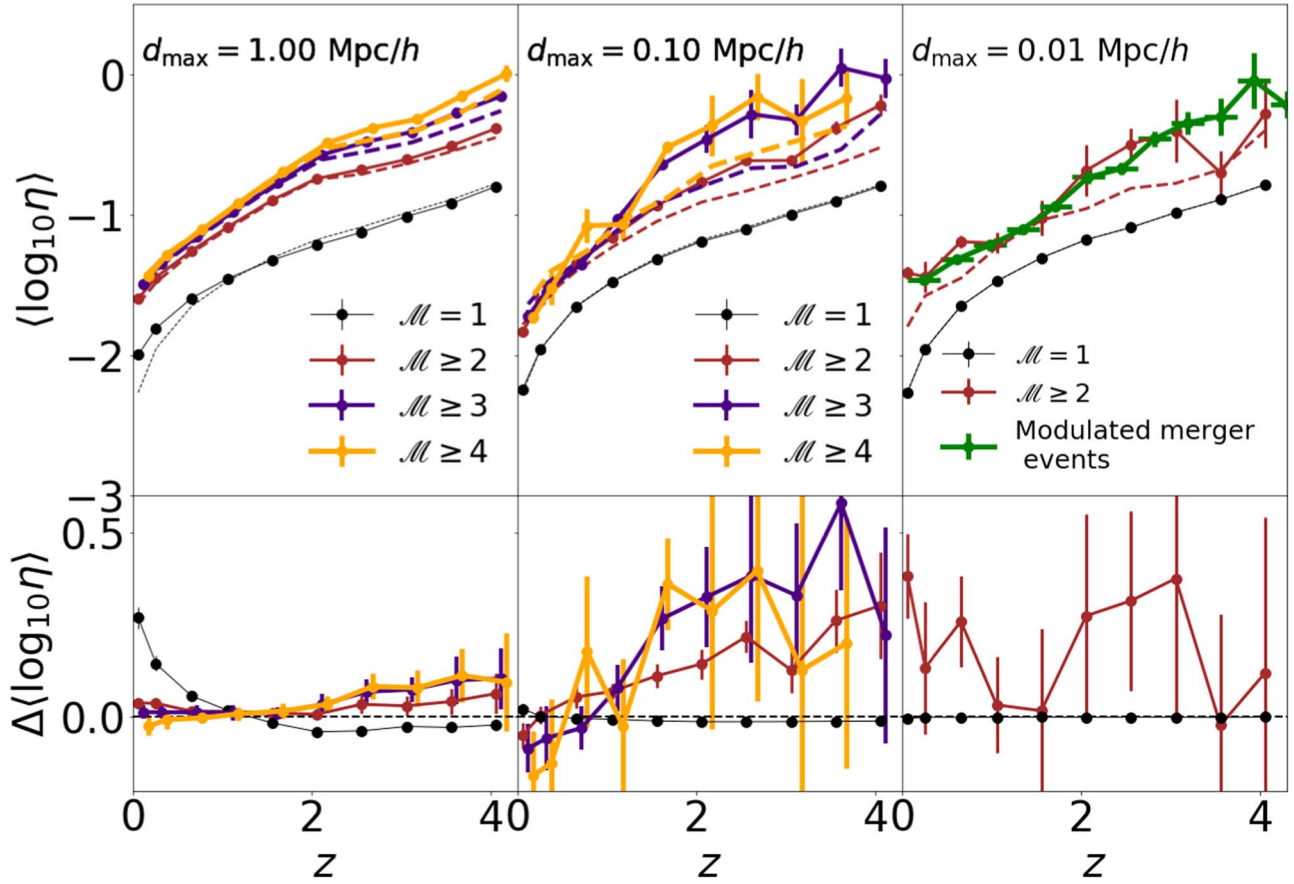 d_max = 1.00 Mpc/h
d_max = 0.10 Mpc/h
d_max = 0.01 Mpc/h
⟨log₁₀η⟩
0
−1
−2
−3
ℳ = 1
ℳ ≥ 2
ℳ ≥ 3
ℳ ≥ 4
ℳ = 1
ℳ ≥ 2
ℳ ≥ 3
ℳ ≥ 4
ℳ = 1
ℳ ≥ 2
Modulated merger
events
Δ⟨log₁₀η⟩
0.5
0.0
0 2 4
0 2 4
0 2 4
z
z
z